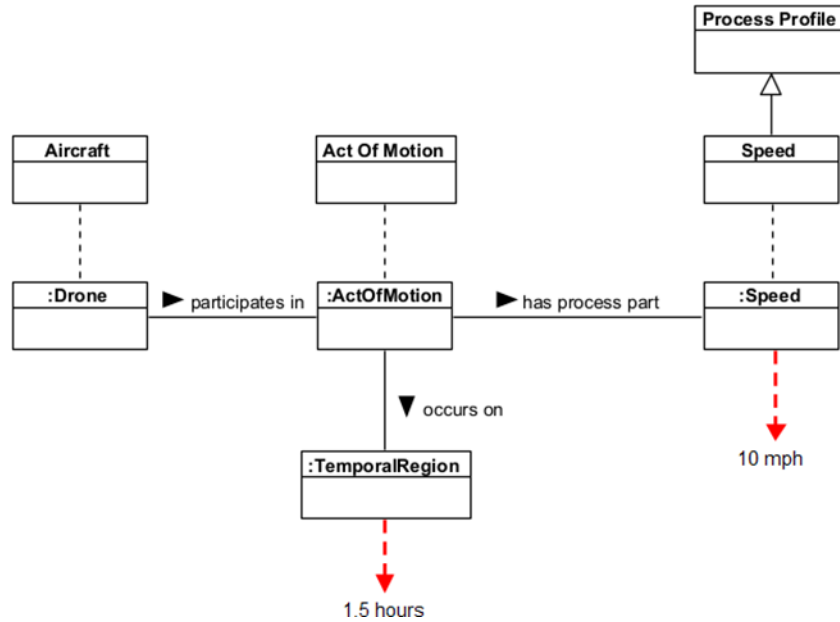 Process Profile
Aircraft
Act Of Motion
Speed
:Drone
participates in
:ActOfMotion
has process part
:Speed
occurs on
:TemporalRegion
10 mph
1.5 hours